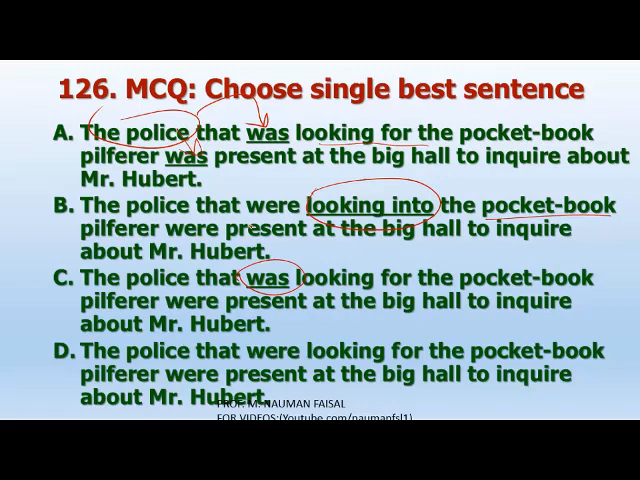 126. MCQ: Choose single best sentence
A. The police that was looking for the pocket-book
pilferer was present at the big hall to inquire about
Mr. Hubert.
B. The police that were looking into the pocket-book
pilferer were present at the big hall to inquire
about Mr. Hubert.
C. The police that was looking for the pocket-book
pilferer were present at the big hall to inquire
about Mr. Hubert.
D. The police that were looking for the pocket-book
pilferer were present at the big hall to inquire
about Mr. Hubert.
PROF. M. NAUMAN FAISAL
FOR VIDEOS:(Youtube.com/naumanfsl1)